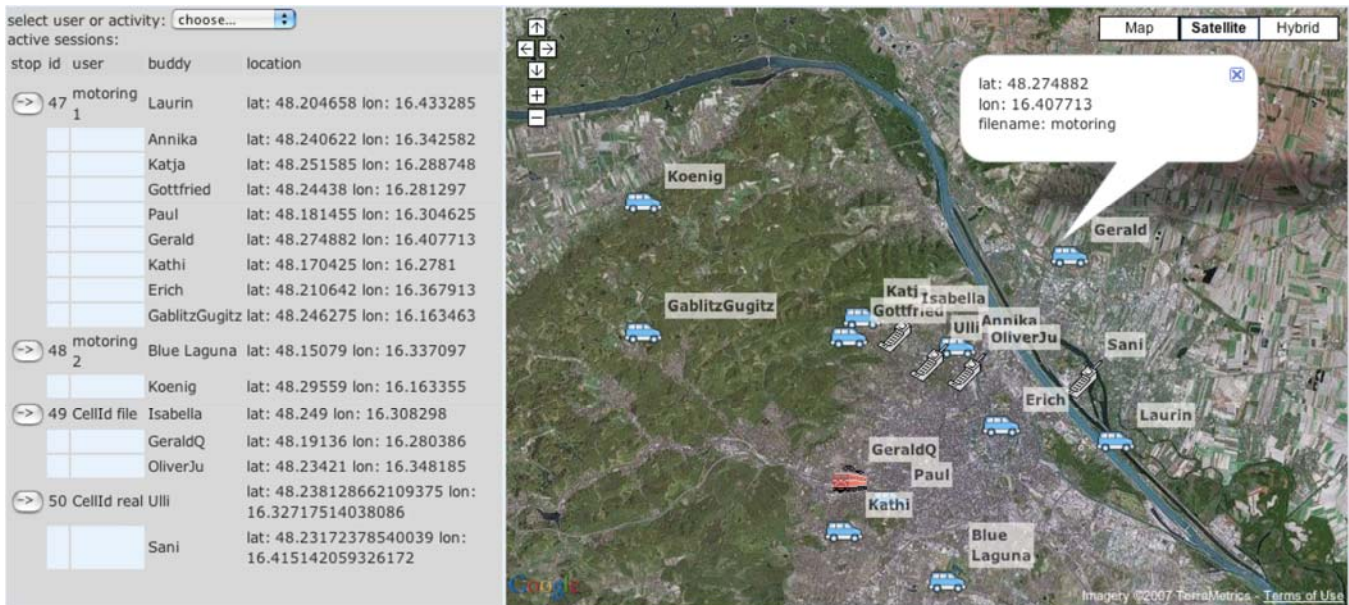 select user or activity: choose...
active sessions:
stop id user buddy location
-> 47 motoring 1 Laurin lat: 48.204658 lon: 16.433285
Annika lat: 48.240622 lon: 16.342582
Katja lat: 48.251585 lon: 16.288748
Gottfried lat: 48.24438 lon: 16.281297
Paul lat: 48.181455 lon: 16.304625
Gerald lat: 48.274882 lon: 16.407713
Kathi lat: 48.170425 lon: 16.2781
Erich lat: 48.210642 lon: 16.367913
GablitzGugitz lat: 48.246275 lon: 16.163463
-> 48 motoring 2 Blue Laguna lat: 48.15079 lon: 16.337097
Koenig lat: 48.29559 lon: 16.163355
-> 49 CellId file Isabella lat: 48.249 lon: 16.308298
GeraldQ lat: 48.19136 lon: 16.280386
OliverJu lat: 48.23421 lon: 16.348185
-> 50 CellId real Ulli lat: 48.238128662109375 lon: 16.32717514038086
Sani lat: 48.23172378540039 lon: 16.415142059326172
Map Satellite Hybrid
lat: 48.274882
lon: 16.407713
filename: motoring
Koenig
Gerald
Katj
Isabella
GablitzGugitz
Gottfried
Ulli
Annika
OliverJu
Sani
Erich
Laurin
GeraldQ
Paul
Kathi
Blue
Laguna
Google
Imagery ©2007 TerraMetrics - Terms of Use